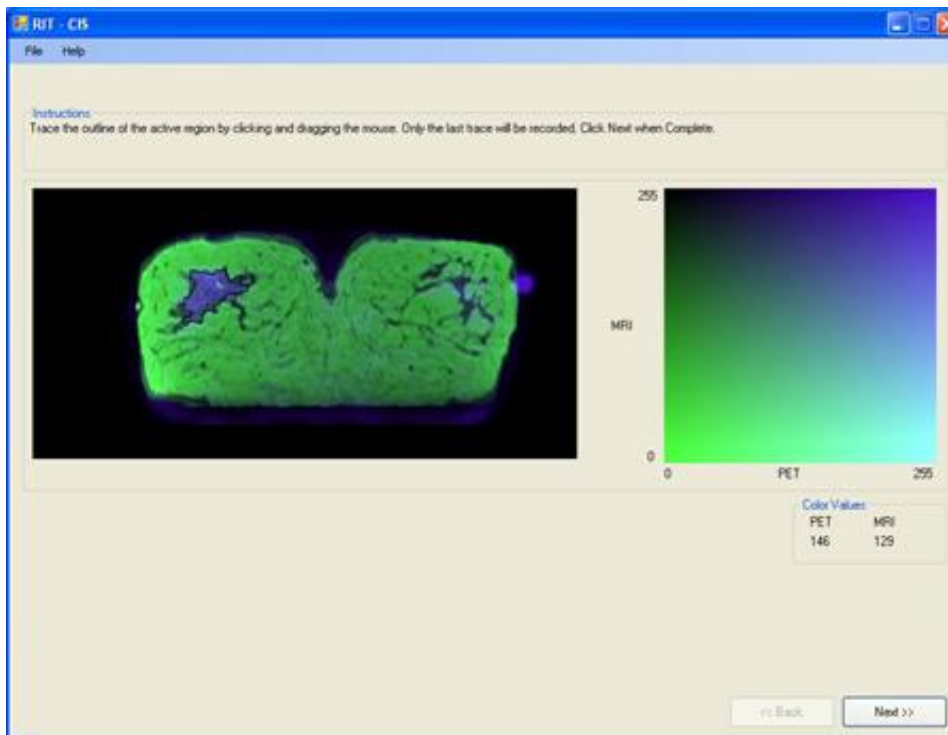 RIT - CIS
File Help
Instructions
Trace the outline of the active region by clicking and dragging the mouse. Only the last trace will be recorded. Click Next when Complete.
255
MRI
0
0 PET 255
Color Values
PET MRI
146 129
<< Back
Next >>